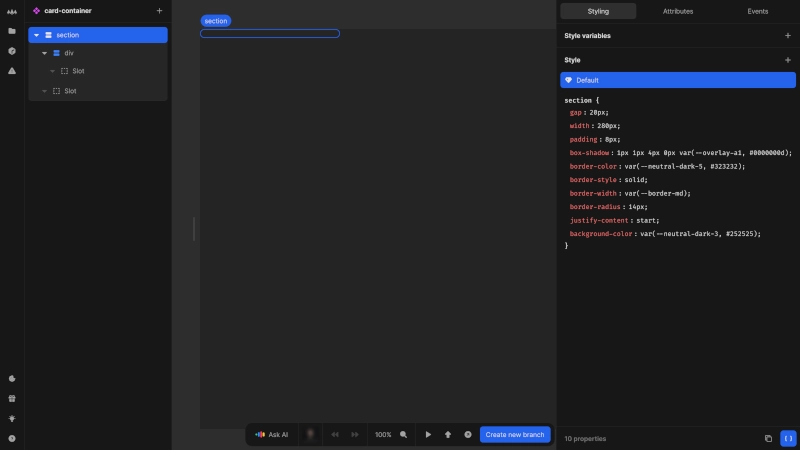 card-container
section
div
Slot
Slot
section
Ask AI
100%
Create new branch
Styling Attributes Events
Style variables
Style
Default
section {
gap: 20px;
width: 280px;
padding: 8px;
box-shadow: 1px 1px 4px 0px var(--overlay-a1, #0000000d);
border-color: var(--neutral-dark-5, #323232);
border-style: solid;
border-width: var(--border-md);
border-radius: 14px;
justify-content: start;
background-color: var(--neutral-dark-3, #252525);
}
10 properties